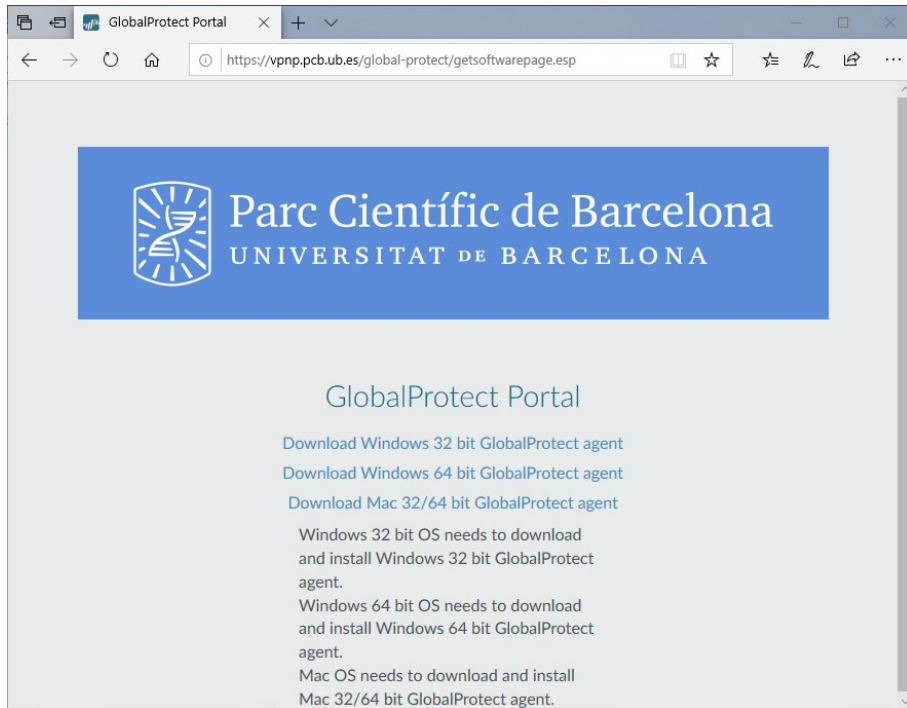 GlobalProtect Portal
https://vpnp.pcb.ub.es/global-protect/getsoftwarepage.esp
Parc Científic de Barcelona
UNIVERSITAT DE BARCELONA
GlobalProtect Portal
Download Windows 32 bit GlobalProtect agent
Download Windows 64 bit GlobalProtect agent
Download Mac 32/64 bit GlobalProtect agent
Windows 32 bit OS needs to download
and install Windows 32 bit GlobalProtect
agent.
Windows 64 bit OS needs to download
and install Windows 64 bit GlobalProtect
agent.
Mac OS needs to download and install
Mac 32/64 bit GlobalProtect agent.